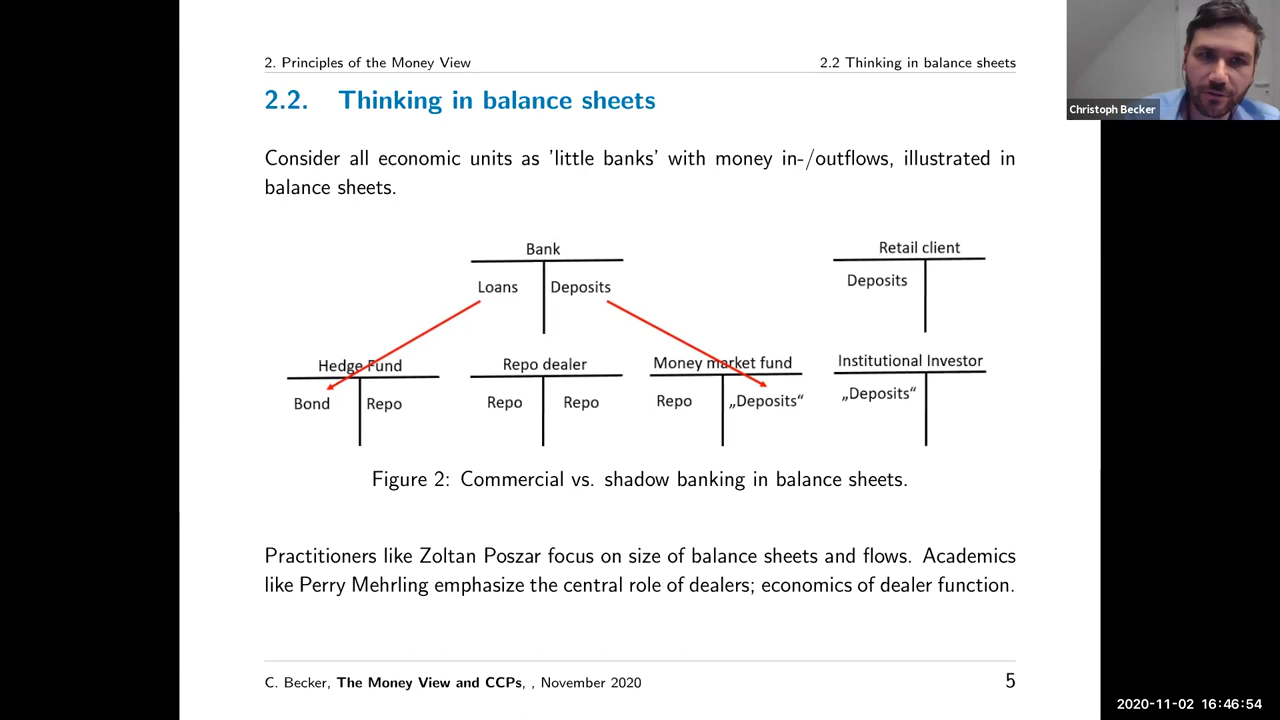 2. Principles of the Money View
2.2 Thinking in balance sheets
Christoph Becker
2.2. Thinking in balance sheets
Consider all economic units as 'little banks' with money in-/outflows, illustrated in
balance sheets.
Bank
Loans
Deposits
Retail client
Deposits
Hedge Fund
Bond
Repo
Repo dealer
Repo
Repo
Money market fund
Repo
„Deposits“
Institutional Investor
„Deposits“
Figure 2: Commercial vs. shadow banking in balance sheets.
Practitioners like Zoltan Poszar focus on size of balance sheets and flows. Academics
like Perry Mehrling emphasize the central role of dealers; economics of dealer function.
C. Becker, The Money View and CCPs, , November 2020
5
2020-11-02 16:46:54